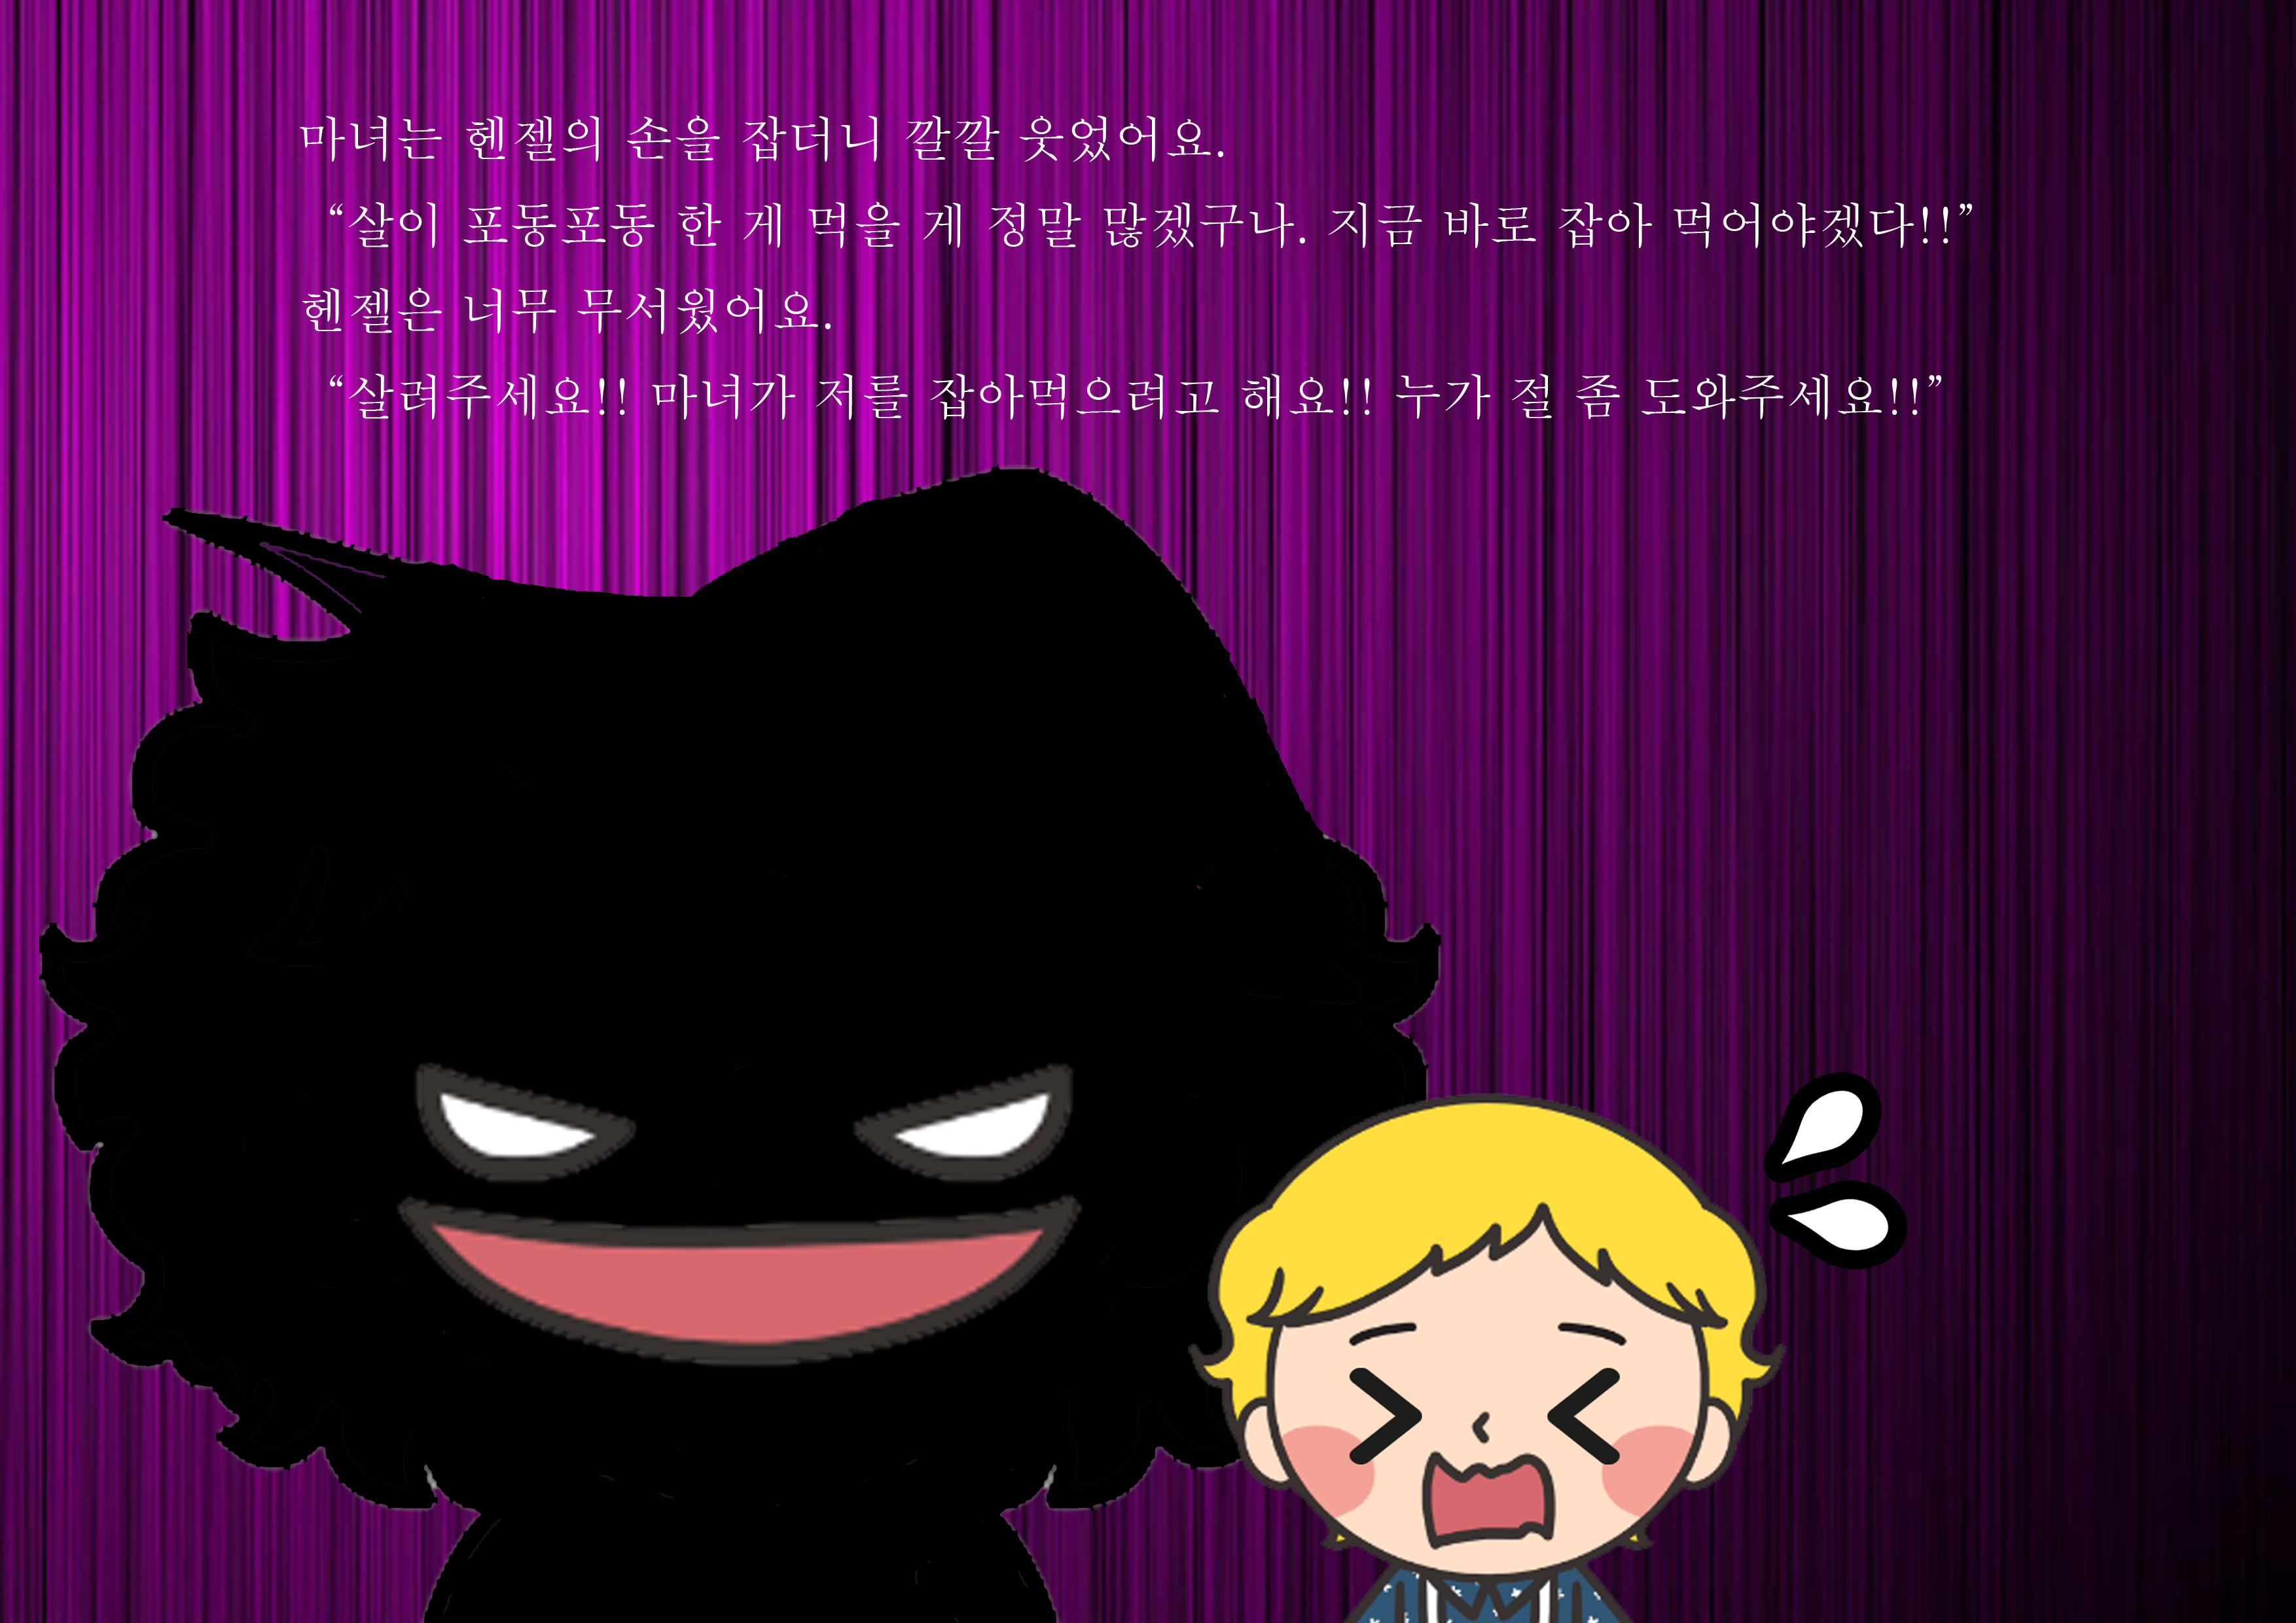 마녀는 헨젤의 손을 잡더니 깔깔 웃었어요.
“살이 포동포동 한 게 먹을 게 정말 많겠구나. 지금 바로 잡아 먹어야겠다!!”
헨젤은 너무 무서웠어요.
“살려주세요!! 마녀가 저를 잡아먹으려고 해요!! 누가 절 좀 도와주세요!!”